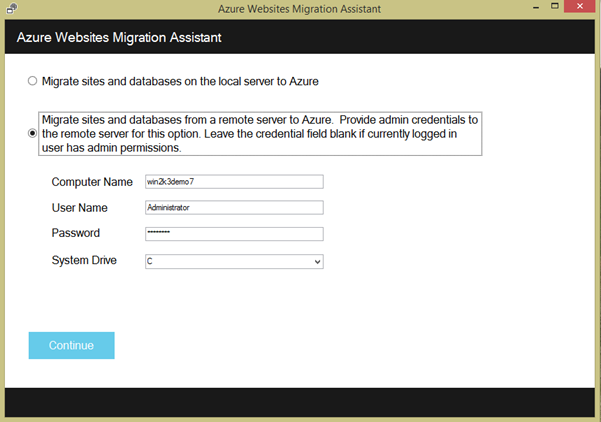 Azure Websites Migration Assistant
Azure Websites Migration Assistant
Migrate sites and databases on the local server to Azure
Migrate sites and databases from a remote server to Azure.  Provide admin credentials to
the remote server for this option. Leave the credential field blank if currently logged in
user has admin permissions.
Computer Name win2k3demo7
User Name Administrator
Password ********
System Drive C
Continue